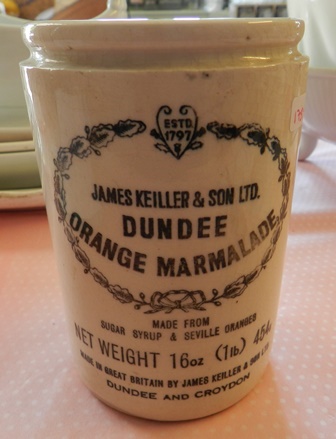 ESTD
1797
JAMES KEILLER & SON LTD.
DUNDEE
ORANGE MARMALADE
MADE FROM
SUGAR SYRUP & SEVILLE ORANGES
NET WEIGHT 16oz (1lb) 454
MADE IN GREAT BRITAIN BY JAMES KEILLER & SON LTD
DUNDEE AND CROYDON